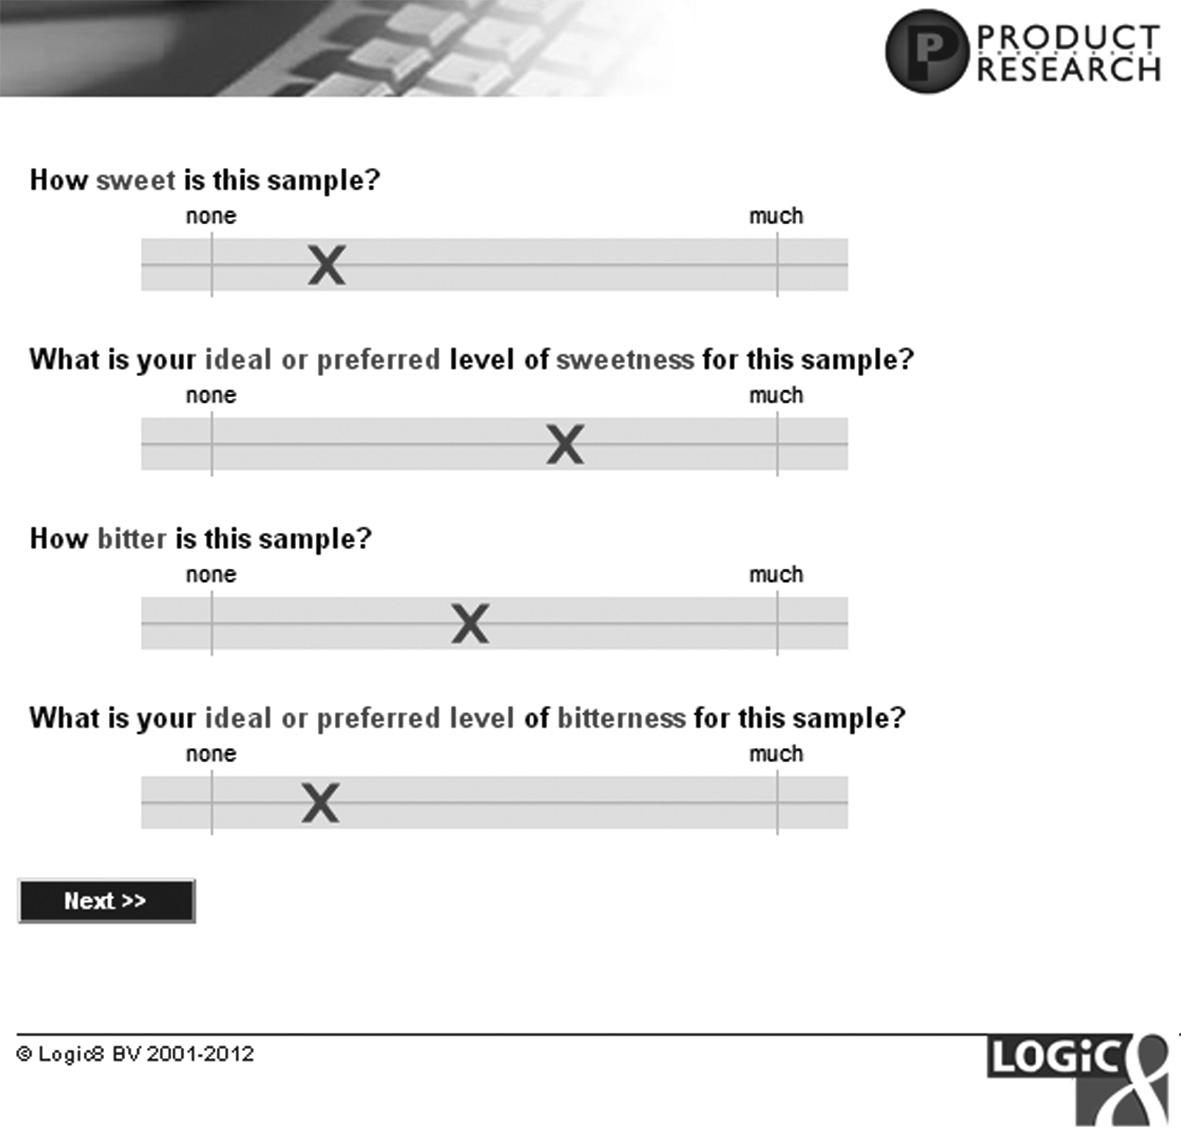 PRODUCT
RESEARCH
How sweet is this sample?
none much
X
What is your ideal or preferred level of sweetness for this sample?
none much
X
How bitter is this sample?
none much
X
What is your ideal or preferred level of bitterness for this sample?
none much
X
Next >>
© Logic8 BV 2001-2012
LOGiC8